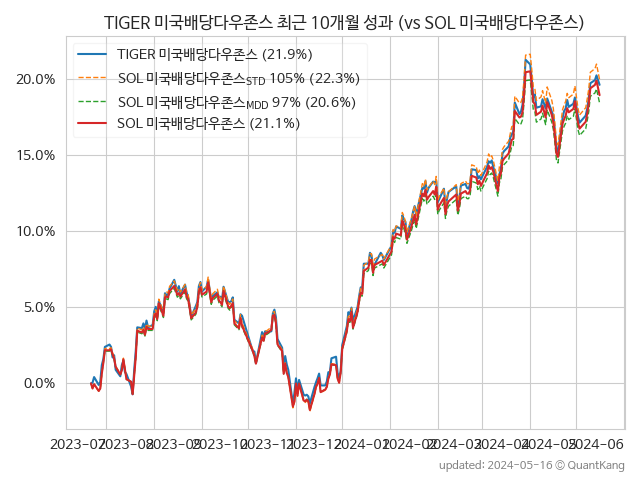 TIGER 미국배당다우존스 최근 10개월 성과 (vs SOL 미국배당다우존스)
TIGER 미국배당다우존스 (21.9%)
SOL 미국배당다우존스STD 105% (22.3%)
SOL 미국배당다우존스MDD 97% (20.6%)
SOL 미국배당다우존스 (21.1%)
20.0%
15.0%
10.0%
5.0%
0.0%
2023-07 2023-08 2023-09 2023-10 2023-11 2023-12 2024-01 2024-02 2024-03 2024-04 2024-05 2024-06
updated: 2024-05-16 © QuantKang